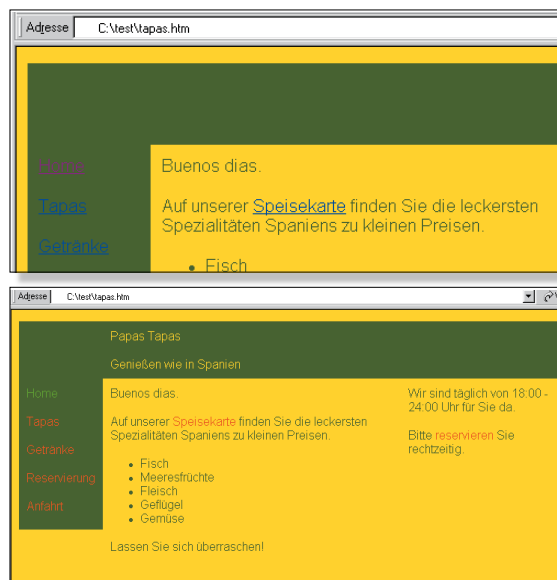 Adresse C:\test\tapas.htm
Home
Buenos dias.
Tapas
Auf unserer Speisekarte finden Sie die leckersten
Spezialitäten Spaniens zu kleinen Preisen.
Getränke
• Fisch
Adresse C:\test\tapas.htm
Papas Tapas
Genießen wie in Spanien
Home
Tapas
Getränke
Reservierung
Anfahrt
Buenos dias.
Auf unserer Speisekarte finden Sie die leckersten
Spezialitäten Spaniens zu kleinen Preisen.
• Fisch
• Meeresfrüchte
• Fleisch
• Geflügel
• Gemüse
Lassen Sie sich überraschen!
Wir sind täglich von 18:00 -
24:00 Uhr für Sie da.
Bitte reservieren Sie
rechtzeitig.